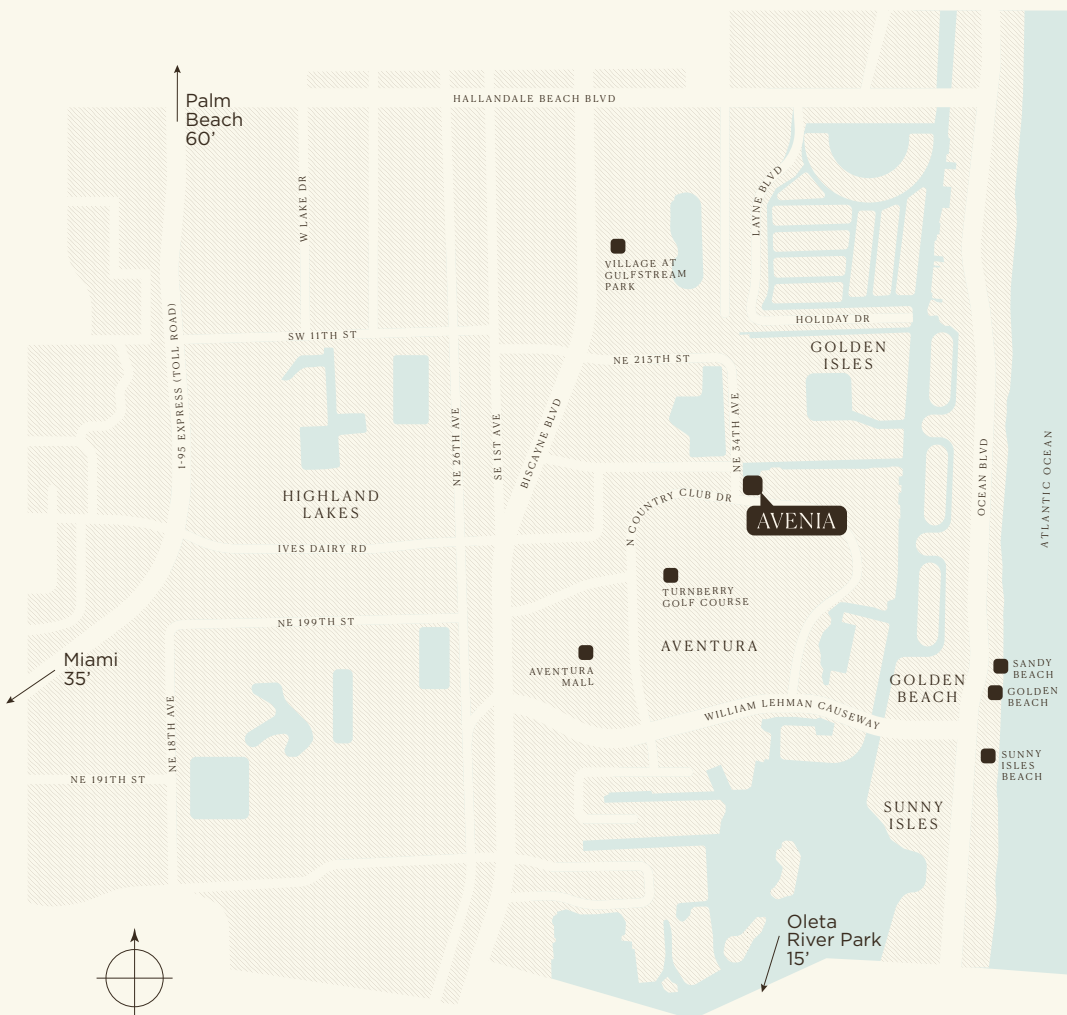 HALLANDALE BEACH BLVD
Palm
Beach
60’
W LAKE DR
LAYNE BLVD
VILLAGE AT
GULFSTREAM
PARK
I-95 EXPRESS (TOLL ROAD)
SW 11TH ST
HOLIDAY DR
GOLDEN
ISLES
NE 213TH ST
NE 26TH AVE
SE 1ST AVE
BISCAYNE BLVD
NE 34TH AVE
OCEAN BLVD
ATLANTIC OCEAN
HIGHLAND
LAKES
N COUNTRY CLUB DR
AVENIA
IVES DAIRY RD
TURNBERRY
GOLF COURSE
NE 199TH ST
AVENTURA
Miami
35’
AVENTURA
MALL
SANDY
BEACH
GOLDEN
BEACH
GOLDEN
BEACH
NE 18TH AVE
WILLIAM LEHMAN CAUSEWAY
SUNNY
ISLES
BEACH
NE 191TH ST
SUNNY
ISLES
Oleta
River Park
15’